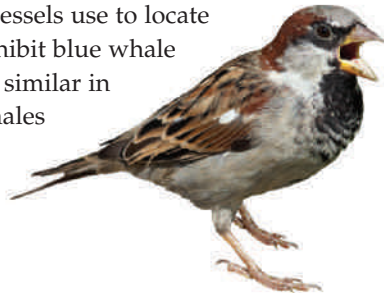 essels use to locate
hibit blue whale
similar in
hales